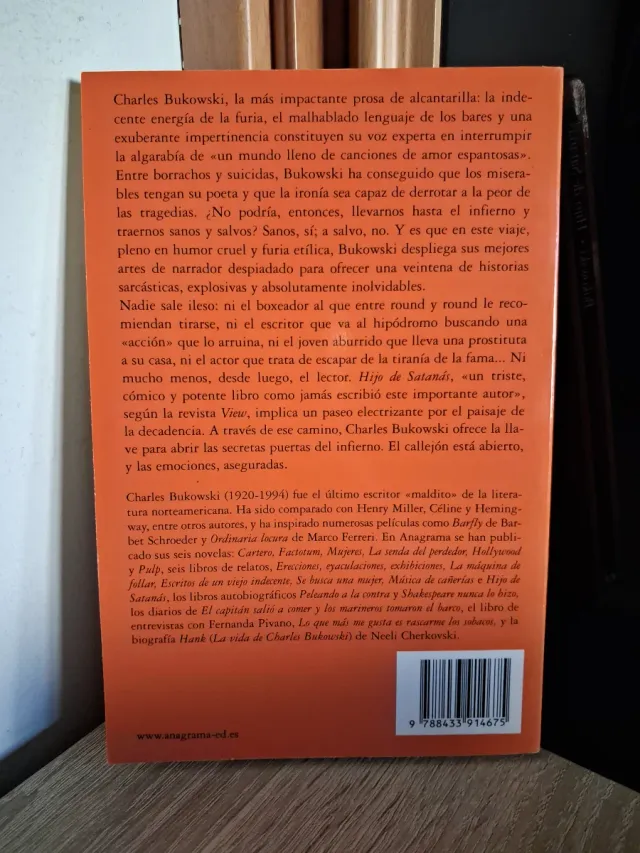 Charles Bukowski, la más impactante prosa de alcantarilla: la inde-
cente energía de la furia, el malhablado lenguaje de los bares y una
exuberante impertinencia constituyen su voz experta en interrumpir
la algarabía de «un mundo lleno de canciones de amor espantosas».
Entre borrachos y suicidas, Bukowski ha conseguido que los misera-
bles tengan su poeta y que la ironía sea capaz de derrotar a la peor de
las tragedias. ¿No podría, entonces, llevarnos hasta el infierno y
traernos sanos y salvos? Sanos, sí; a salvo, no. Y es que en este viaje,
pleno en humor cruel y furia etílica, Bukowski despliega sus mejores
artes de narrador despiadado para ofrecer una veintena de historias
sarcásticas, explosivas y absolutamente inolvidables.
Nadie sale ileso: ni el boxeador al que entre round y round le reco-
miendan tirarse, ni el escritor que va al hipódromo buscando una
«acción» que lo arruina, ni el joven aburrido que lleva una prostituta
a su casa, ni el actor que trata de escapar de la tiranía de la fama... Ni
mucho menos, desde luego, el lector. Hijo de Satanás, «un triste,
cómico y potente libro como jamás escribió este importante autor»,
según la revista View, implica un paseo electrizante por el paisaje de
la decadencia. A través de ese camino, Charles Bukowski ofrece la lla-
ve para abrir las secretas puertas del infierno. El callejón está abierto,
y las emociones, aseguradas.
Charles Bukowski (1920-1994) fue el último escritor «maldito» de la litera-
tura norteamericana. Ha sido comparado con Henry Miller, Céline y Heming-
way, entre otros autores, y ha inspirado numerosas películas como Barfly de Bar-
bet Schroeder y Ordinaria locura de Marco Ferreri. En Anagrama se han publi-
cado sus seis novelas: Cartero, Factotum, Mujeres, La senda del perdedor, Hollywood
y Pulp, seis libros de relatos, Erecciones, eyaculaciones, exhibiciones, La máquina de
follar, Escritos de un viejo indecente, Se busca una mujer, Música de cañerías e Hijo de
Satanás, los libros autobiográficos Peleando a la contra y Shakespeare nunca lo hizo,
los diarios de El capitán salió a comer y los marineros tomaron el barco, el libro de
entrevistas con Fernanda Pivano, Lo que más me gusta es rascarme los sobacos, y la
biografía Hank (La vida de Charles Bukowski) de Neeli Cherkovski.
9 788433 914675
www.anagrama-ed.es